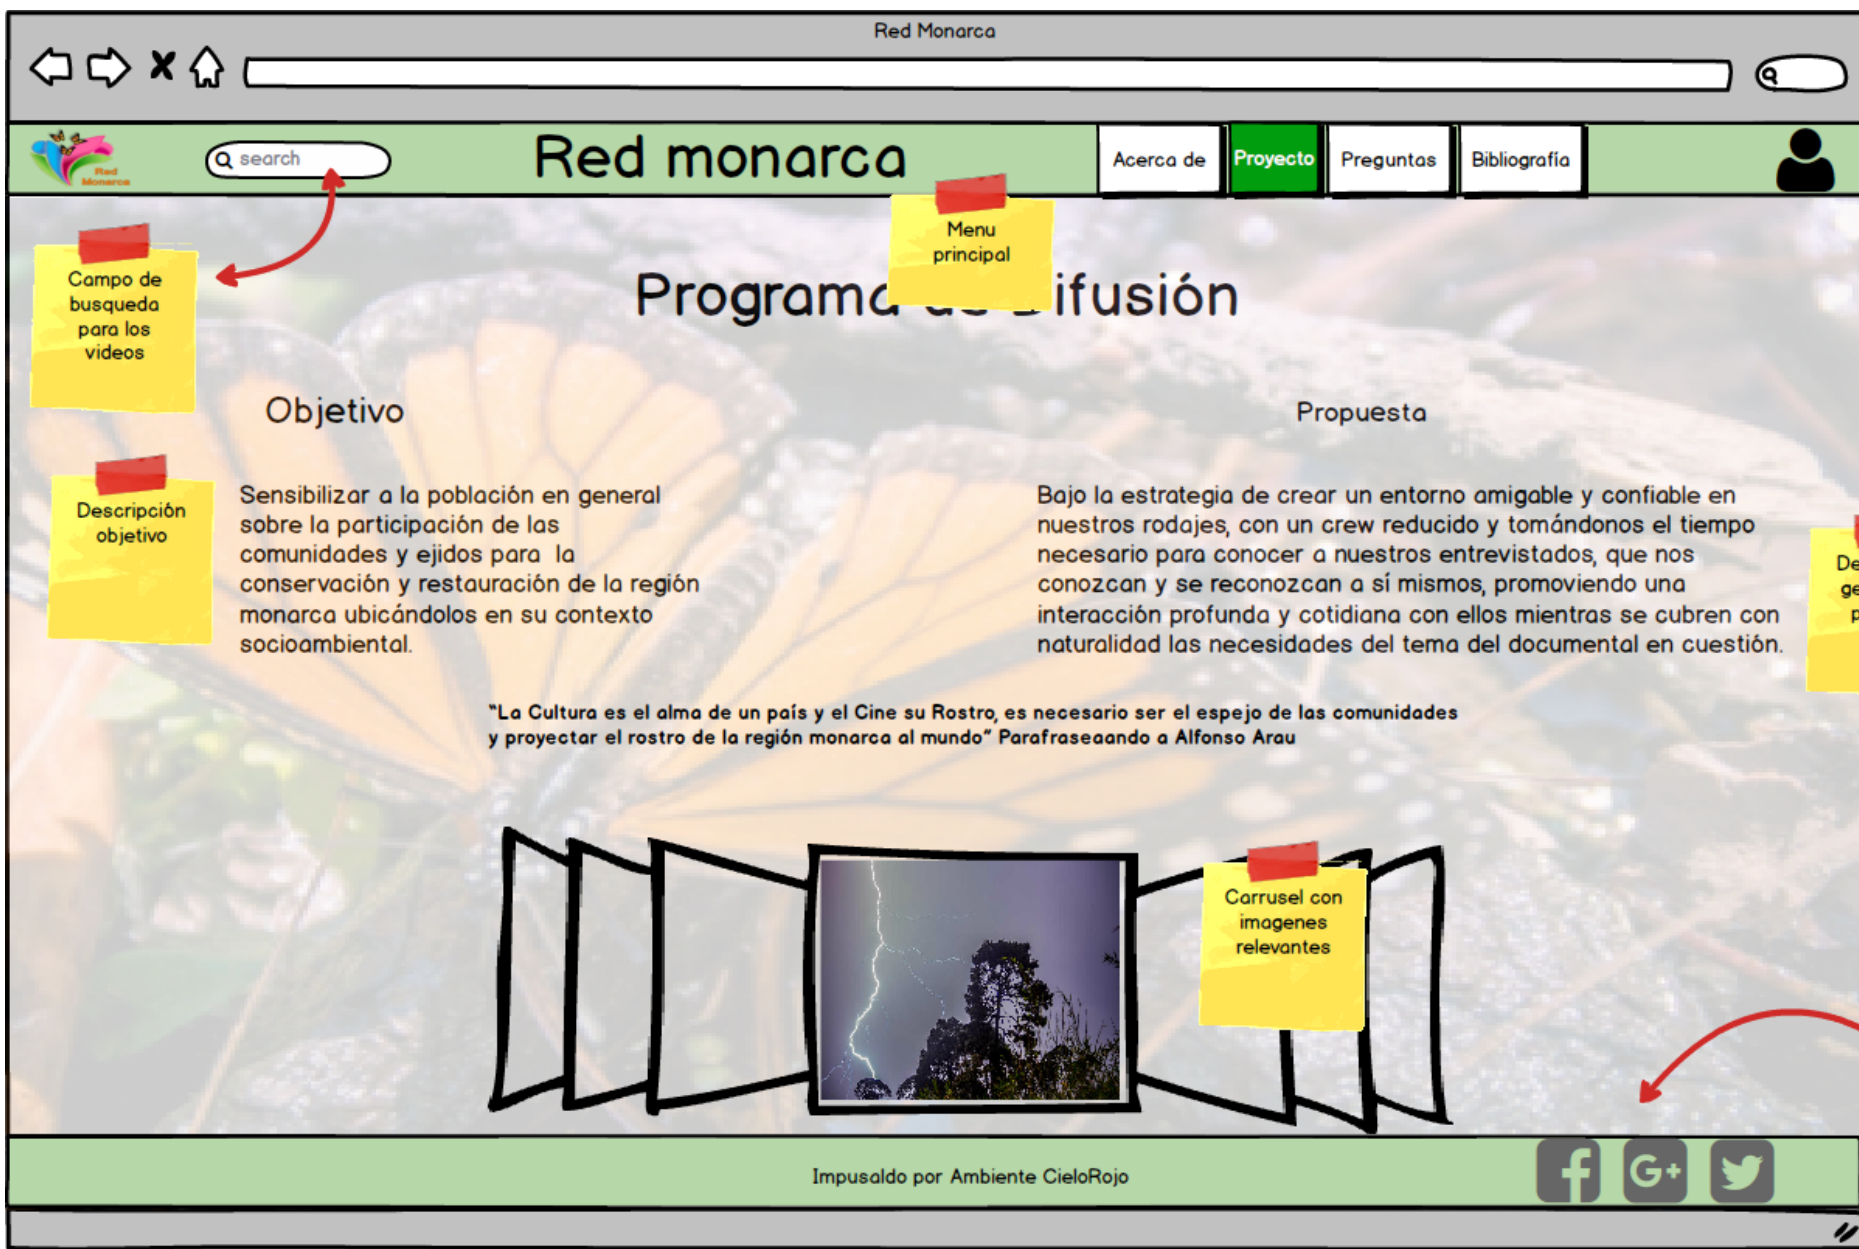 Red Monarca
Red
Monarca
search
Red monarca
Acerca de
Proyecto
Preguntas
Bibliografía
Menu
principal
Campo de
busqueda
para los
videos
Programa
ifusión
Objetivo
Propuesta
Descripción
objetivo
Sensibilizar a la población en general
sobre la participación de las
comunidades y ejidos para la
conservación y restauración de la región
monarca ubicándolos en su contexto
socioambiental.
Bajo la estrategia de crear un entorno amigable y confiable en
nuestros rodajes, con un crew reducido y tomándonos el tiempo
necesario para conocer a nuestros entrevistados, que nos
conozcan y se reconozcan a sí mismos, promoviendo una
interacción profunda y cotidiana con ellos mientras se cubren con
naturalidad las necesidades del tema del documental en cuestión.
"La Cultura es el alma de un país y el Cine su Rostro, es necesario ser el espejo de las comunidades
y proyectar el rostro de la región monarca al mundo" Parafraseaando a Alfonso Arau
Carrusel con
imagenes
relevantes
Impusaldo por Ambiente CieloRojo